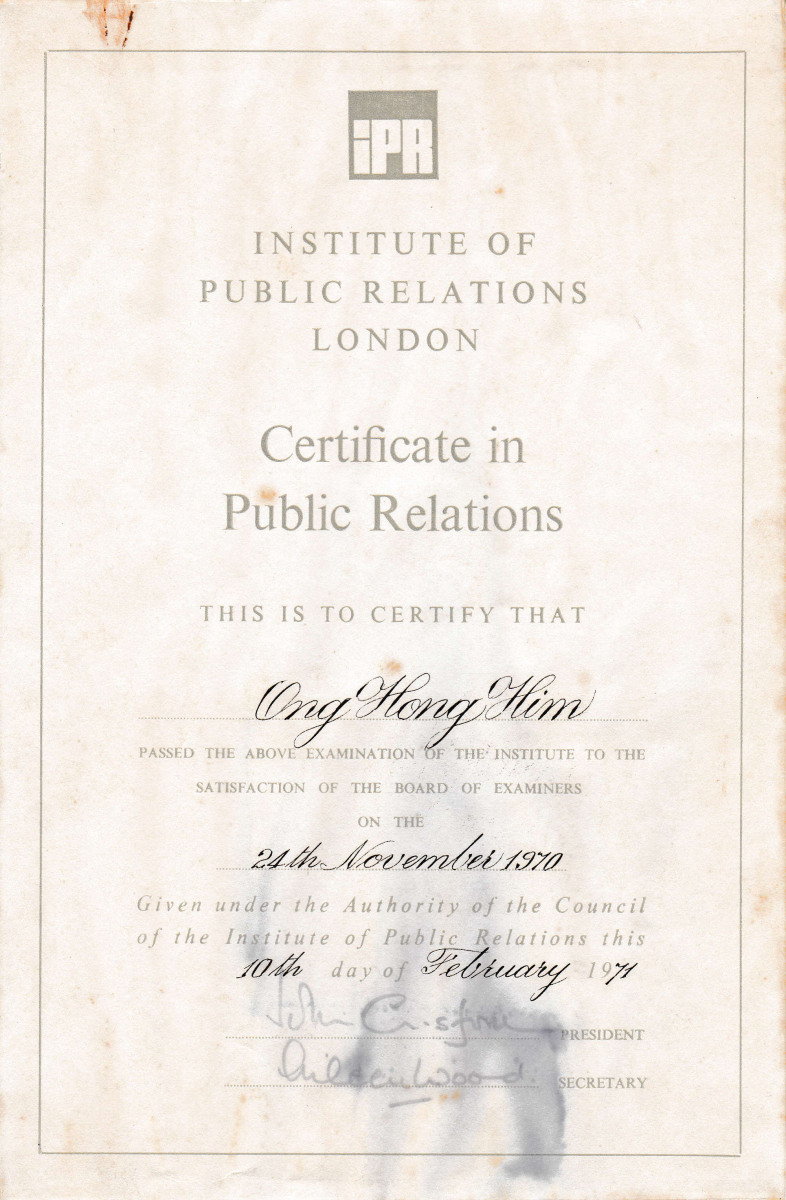 iPR
INSTITUTE OF
PUBLIC RELATIONS
LONDON
Certificate in
Public Relations
THIS IS TO CERTIFY THAT
Ong Hong Him
PASSED THE ABOVE EXAMINATION OF THE INSTITUTE TO THE
SATISFACTION OF THE BOARD OF EXAMINERS
ON THE
24th November 1970
Given under the Authority of the Council
of the Institute of Public Relations this
10th day of February 1971
John PRESIDENT
Aileen Wood. SECRETARY